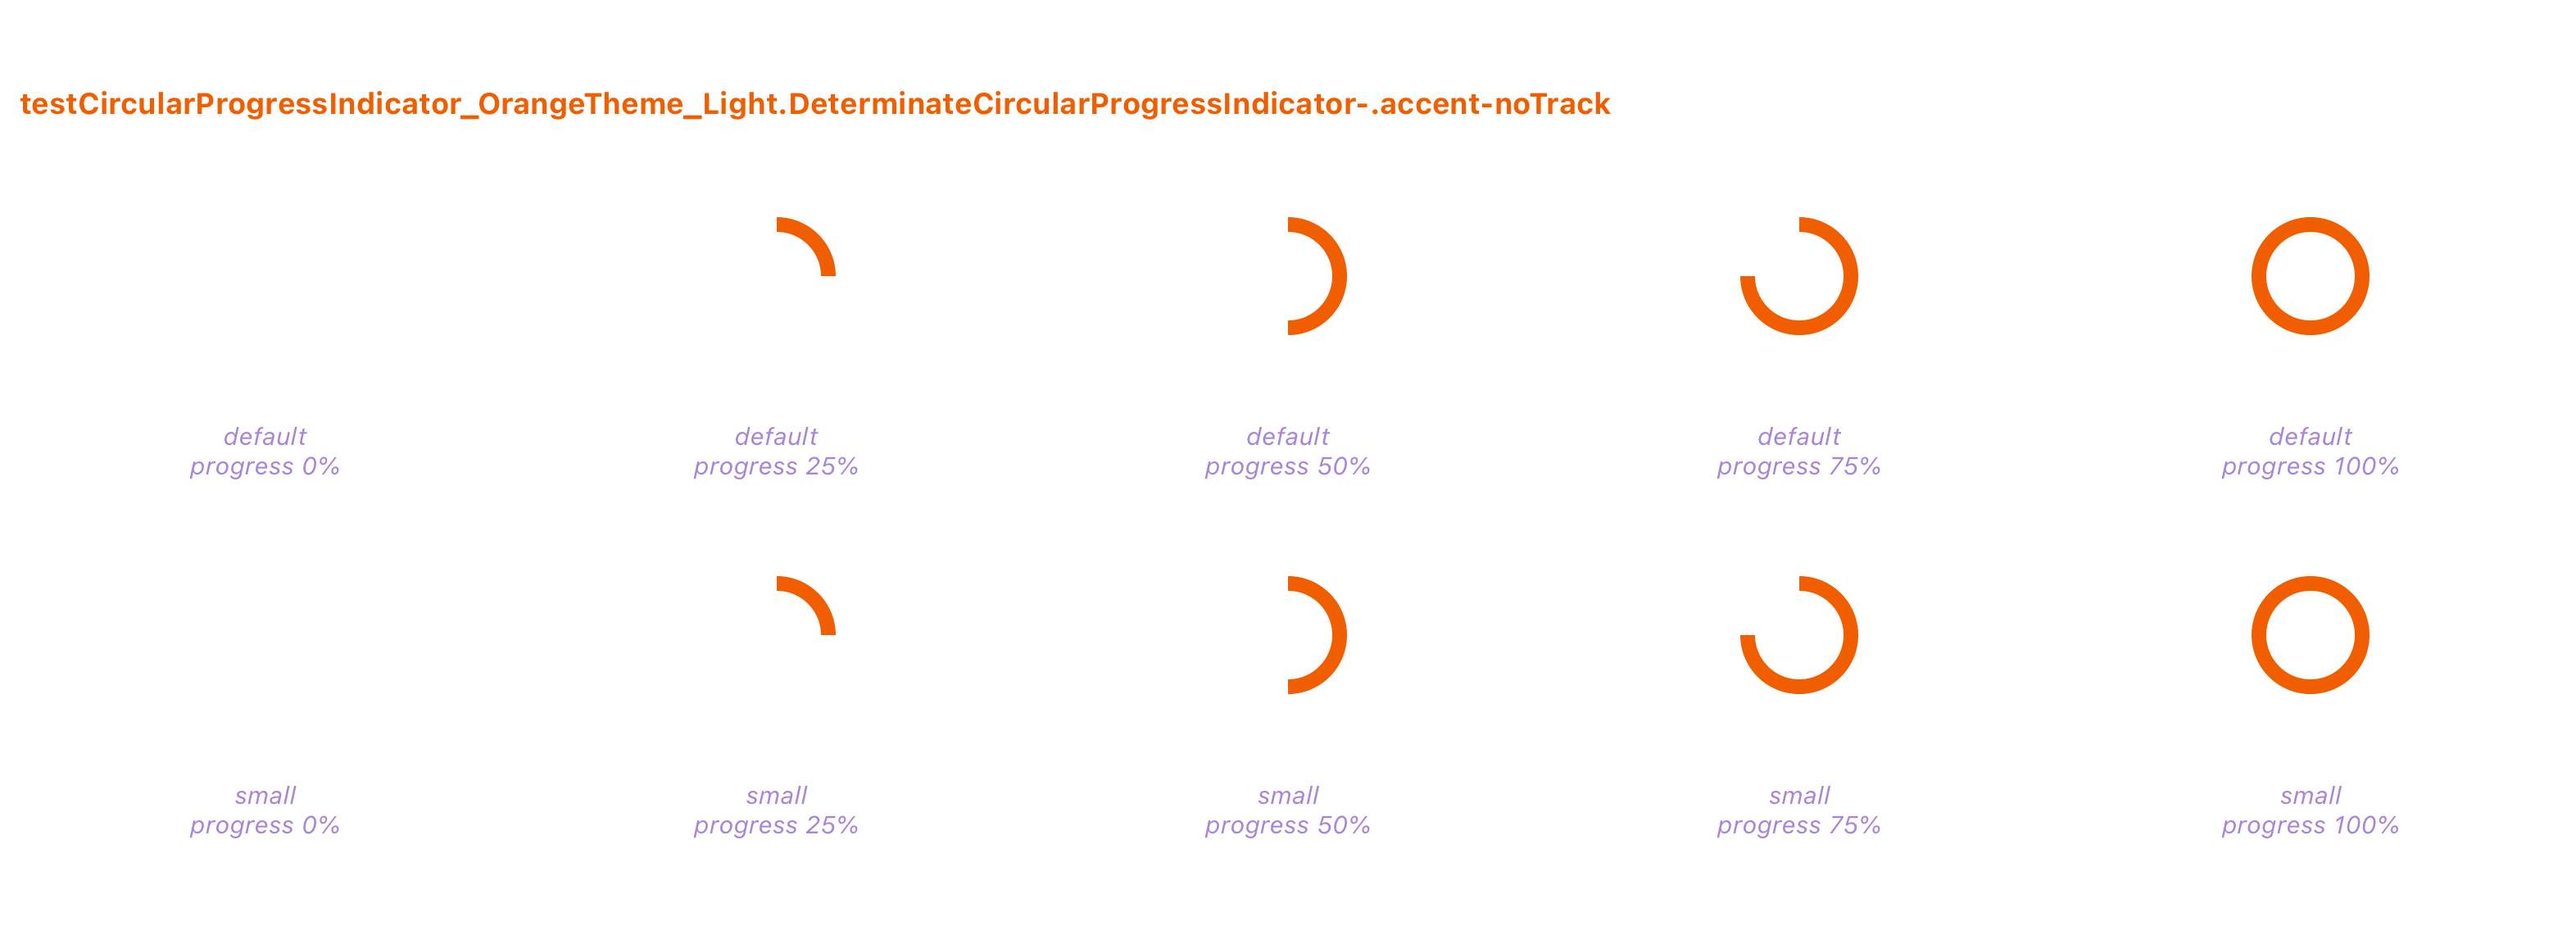 testCircularProgressIndicator_OrangeTheme_Light.DeterminateCircularProgressIndicator-.accent-noTrack
default
progress 0%
default
progress 25%
default
progress 50%
default
progress 75%
default
progress 100%
small
progress 0%
small
progress 25%
small
progress 50%
small
progress 75%
small
progress 100%